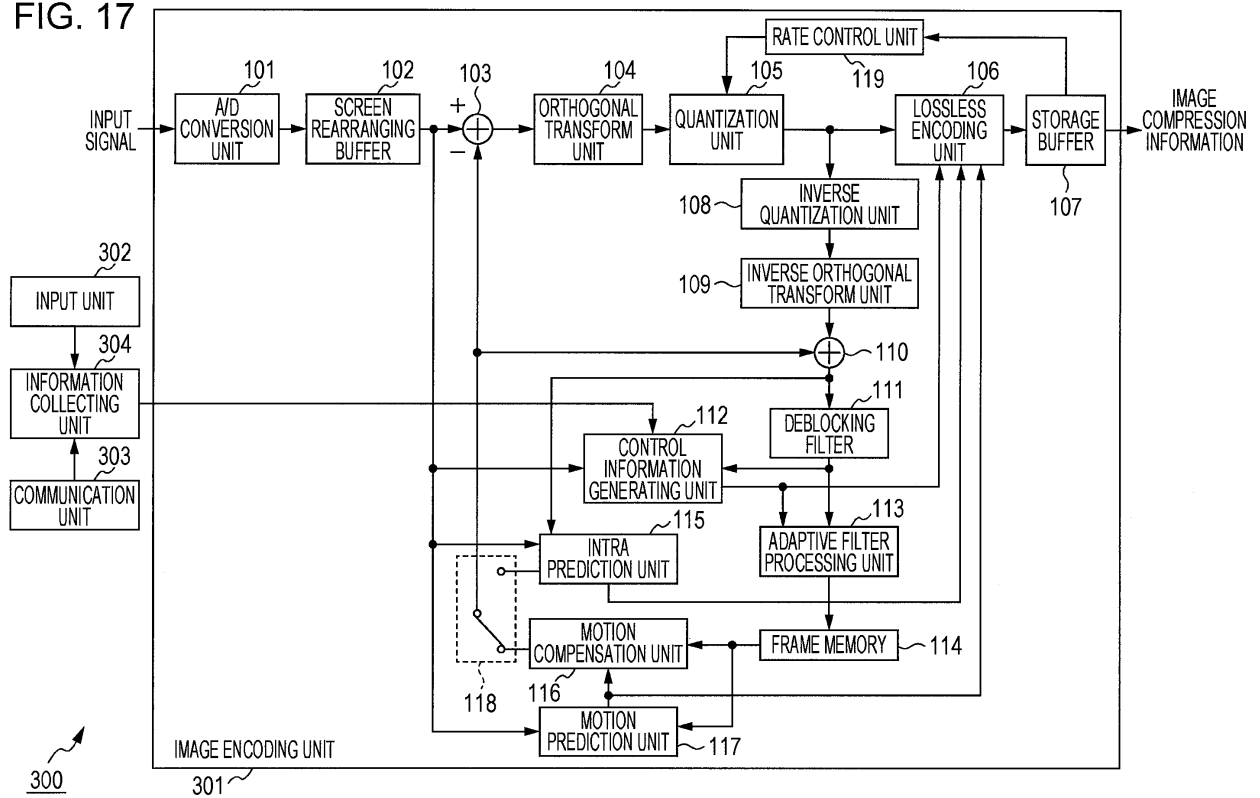 FIG. 17
RATE CONTROL UNIT
119
101
102
103
104
105
106
+
−
INPUT
SIGNAL
A/D
CONVERSION
UNIT
SCREEN
REARRANGING
BUFFER
ORTHOGONAL
TRANSFORM
UNIT
QUANTIZATION
UNIT
LOSSLESS
ENCODING
UNIT
STORAGE
BUFFER
107
IMAGE
COMPRESSION
INFORMATION
108
INVERSE
QUANTIZATION UNIT
109
INVERSE ORTHOGONAL
TRANSFORM UNIT
110
302
INPUT UNIT
304
INFORMATION
COLLECTING
UNIT
303
COMMUNICATION
UNIT
111
DEBLOCKING
FILTER
112
CONTROL
INFORMATION
GENERATING UNIT
113
ADAPTIVE FILTER
PROCESSING UNIT
115
INTRA
PREDICTION UNIT
FRAME MEMORY
114
MOTION
COMPENSATION UNIT
116
118
MOTION
PREDICTION UNIT
117
IMAGE ENCODING UNIT
301
300